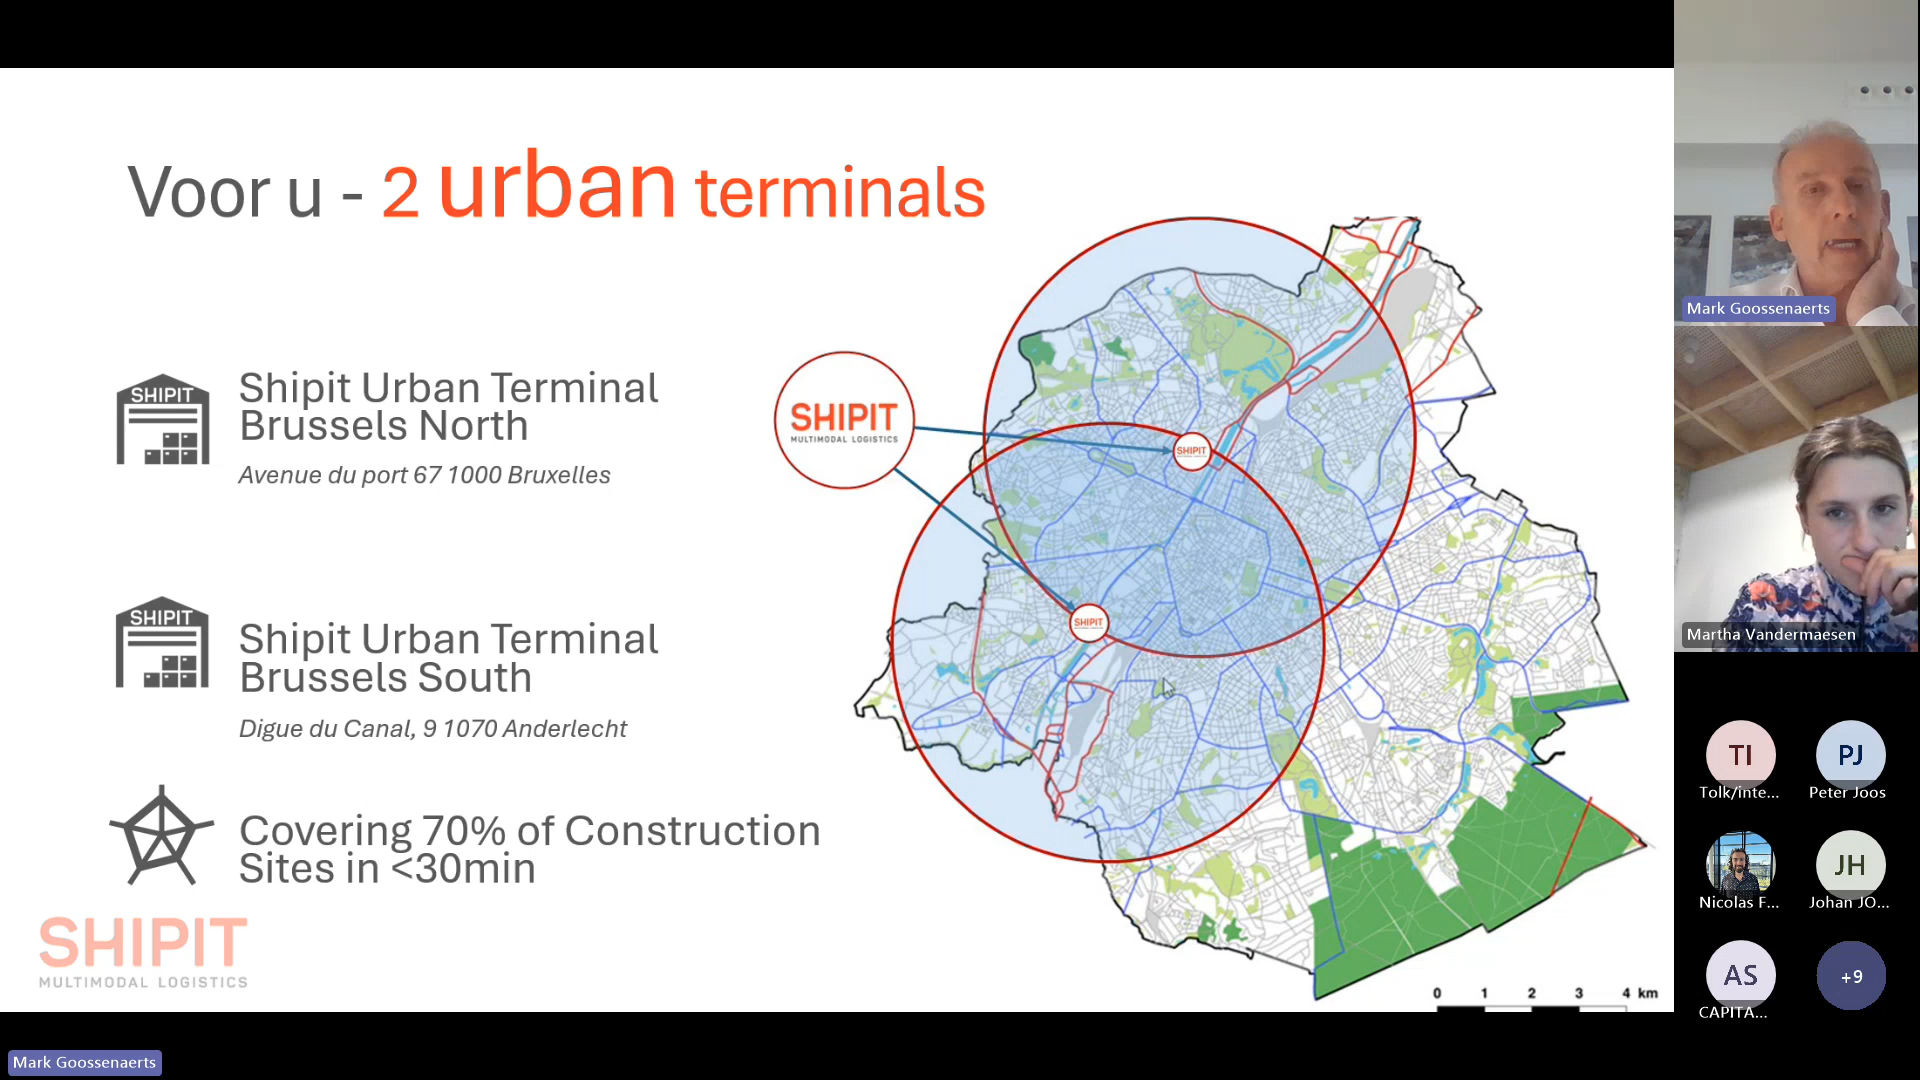 Voor u - 2 urban terminals
SHIPIT
Shipit Urban Terminal
Brussels North
Avenue du port 67 1000 Bruxelles
SHIPIT
Shipit Urban Terminal
Brussels South
Digue du Canal, 9 1070 Anderlecht
Covering 70% of Construction
Sites in <30min
SHIPIT
MULTIMODAL LOGISTICS
SHIPIT
MULTIMODAL LOGISTICS
SHIPIT
SHIPIT
0 1 2 3 4 km
Mark Goossenaerts
Martha Vandermaesen
TI
Tolk/inte...
PJ
Peter Joos
Nicolas F...
JH
Johan JO...
AS
CAPITA...
+9
Mark Goossenaerts